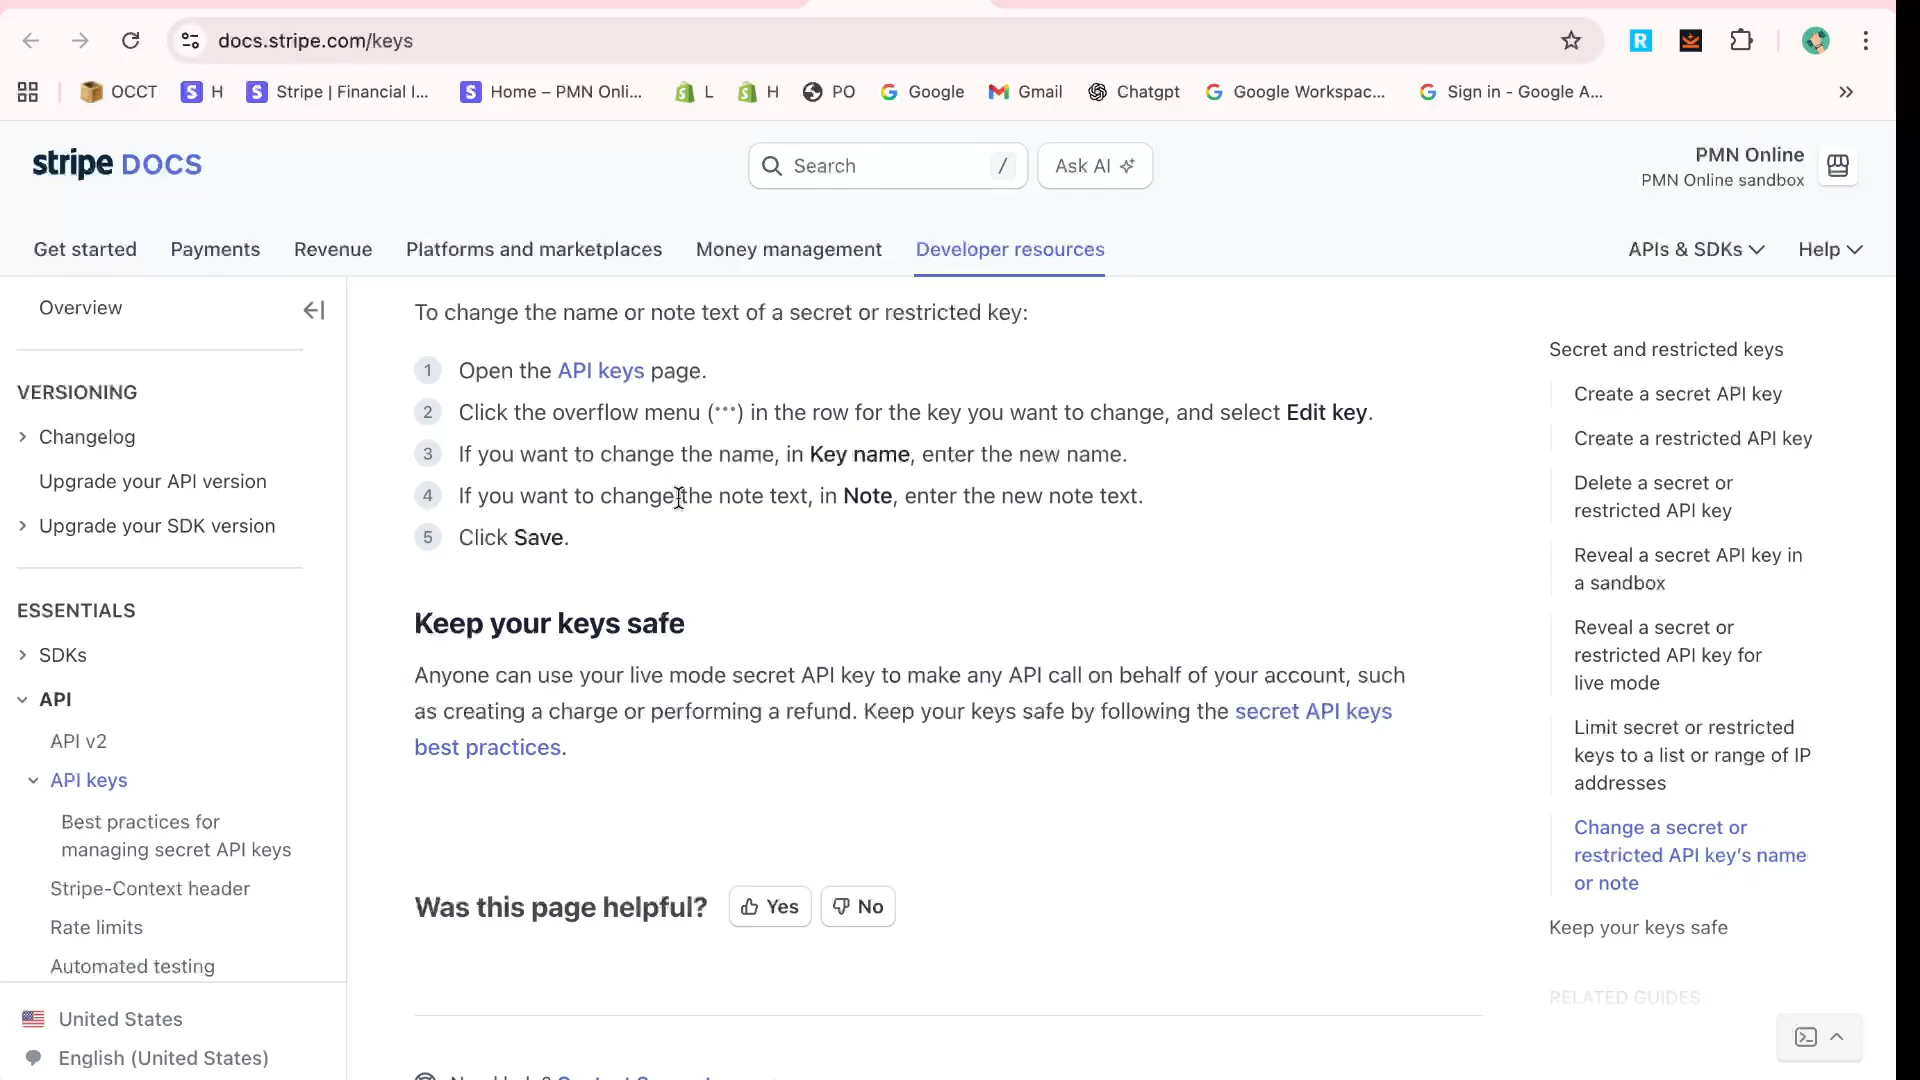 docs.stripe.com/keys
OCCT
H
Stripe | Financial I...
Home – PMN Onli...
L
H
PO
Google
Gmail
Chatgpt
Google Workspac...
Sign in - Google A...
stripe DOCS
Search /
Ask AI
PMN Online
PMN Online sandbox
Get started
Payments
Revenue
Platforms and marketplaces
Money management
Developer resources
APIs & SDKs
Help
Overview
VERSIONING
Changelog
Upgrade your API version
Upgrade your SDK version
ESSENTIALS
SDKs
API
API v2
API keys
Best practices for
managing secret API keys
Stripe-Context header
Rate limits
Automated testing
United States
English (United States)
To change the name or note text of a secret or restricted key:
1 Open the API keys page.
2 Click the overflow menu (···) in the row for the key you want to change, and select Edit key.
3 If you want to change the name, in Key name, enter the new name.
4 If you want to change the note text, in Note, enter the new note text.
5 Click Save.
Keep your keys safe
Anyone can use your live mode secret API key to make any API call on behalf of your account, such
as creating a charge or performing a refund. Keep your keys safe by following the secret API keys
best practices.
Was this page helpful?
Yes
No
Secret and restricted keys
Create a secret API key
Create a restricted API key
Delete a secret or
restricted API key
Reveal a secret API key in
a sandbox
Reveal a secret or
restricted API key for
live mode
Limit secret or restricted
keys to a list or range of IP
addresses
Change a secret or
restricted API key’s name
or note
Keep your keys safe
RELATED GUIDES